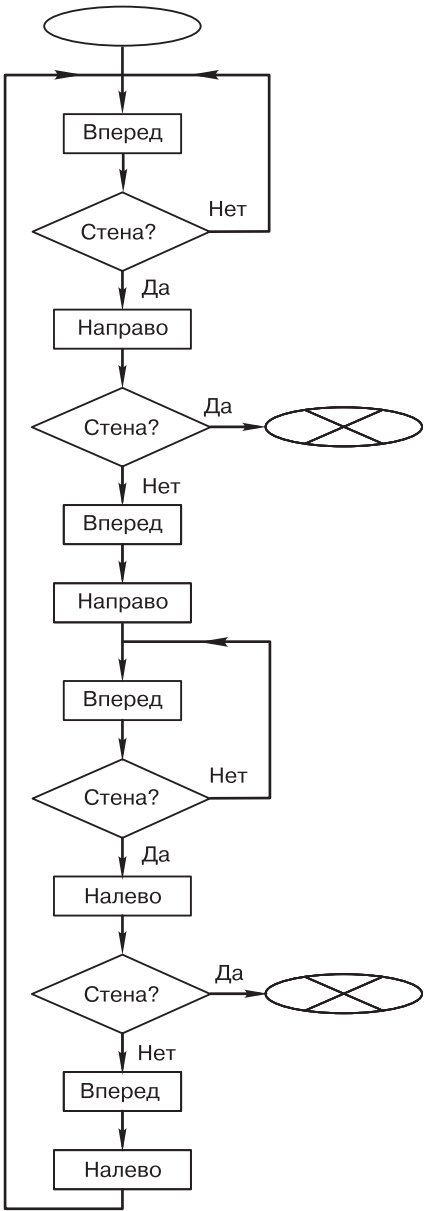 Вперед
Нет
Стена?
Да
Направо
Да
Стена?
Нет
Вперед
Направо
Вперед
Нет
Стена?
Да
Налево
Да
Стена?
Нет
Вперед
Налево